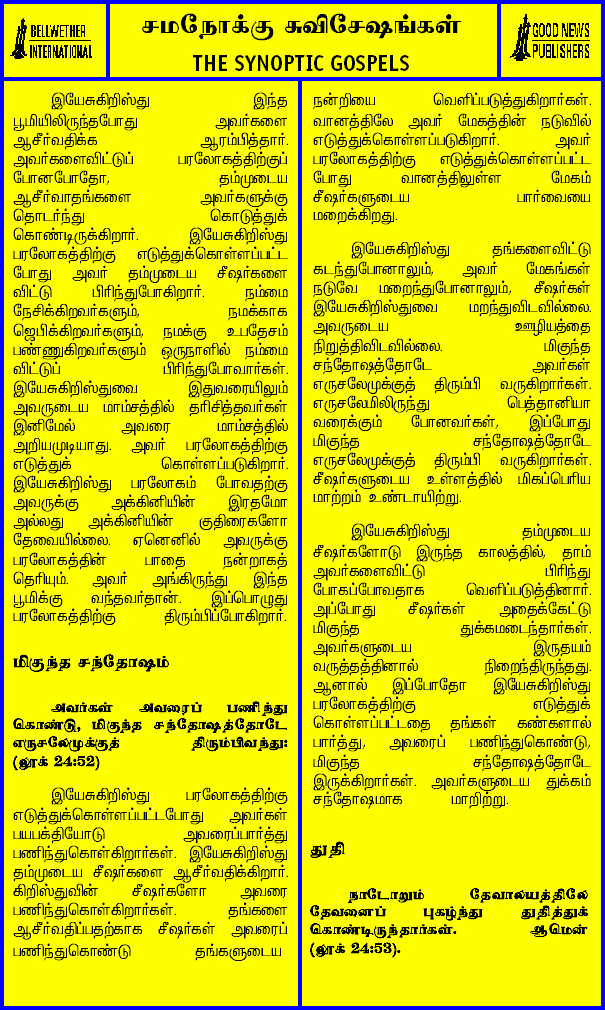 BELLWETHER
INTERNATIONAL
சமநோக்கு சுவிசேஷங்கள்
THE SYNOPTIC GOSPELS
GOOD NEWS
PUBLISHERS
இயேசுகிறிஸ்து இந்த
பூமியிலிருந்தபோது அவர்களை
ஆசீர்வதிக்க ஆரம்பித்தார்.
அவர்களைவிட்டுப் பரலோகத்திற்குப்
போனபோதோ, தம்முடைய
ஆசீர்வாதங்களை அவர்களுக்கு
தொடர்ந்து கொடுத்துக்
கொண்டிருக்கிறார். இயேசுகிறிஸ்து
பரலோகத்திற்கு எடுத்துக்கொள்ளப்பட்ட
போது அவர் தம்முடைய சீஷர்களை
விட்டு பிரிந்துபோகிறார். நம்மை
நேசிக்கிறவர்களும், நமக்காக
ஜெபிக்கிறவர்களும், நமக்கு உபதேசம்
பண்ணுகிறவர்களும் ஒருநாளில் நம்மை
விட்டுப் பிரிந்துபோவார்கள்.
இயேசுகிறிஸ்துவை இதுவரையிலும்
அவருடைய மாம்சத்தில் தரிசித்தவர்கள்
இனிமேல் அவரை மாம்சத்தில்
அறியமுடியாது. அவர் பரலோகத்திற்கு
எடுத்துக் கொள்ளப்படுகிறார்.
இயேசுகிறிஸ்து பரலோகம் போவதற்கு
அவருக்கு அக்கினியின் இரதமோ
அல்லது அக்கினியின் குதிரைகளோ
தேவையில்லை. ஏனெனில் அவருக்கு
பரலோகத்தின் பாதை நன்றாகத்
தெரியும். அவர் அங்கிருந்து இந்த
பூமிக்கு வந்தவர்தான். இப்பொழுது
பரலோகத்திற்கு திரும்பிப்போகிறார்.
மிகுந்த சந்தோஷம்
அவர்கள் அவரைப் பணிந்து
கொண்டு, மிகுந்த சந்தோஷத்தோடே
எருசலேமுக்குத் திரும்பிவந்து:
(லூக் 24:52)
இயேசுகிறிஸ்து பரலோகத்திற்கு
எடுத்துக்கொள்ளப்பட்டபோது அவர்கள்
பயபக்தியோடு அவரைப்பார்த்து
பணிந்துகொள்கிறார்கள். இயேசுகிறிஸ்து
தம்முடைய சீஷர்களை ஆசீர்வதிக்கிறார்.
கிறிஸ்துவின் சீஷர்களோ அவரை
பணிந்துகொள்கிறார்கள். தங்களை
ஆசீர்வதிப்பதற்காக சீஷர்கள் அவரைப்
பணிந்துகொண்டு தங்களுடைய
நன்றியை வெளிப்படுத்துகிறார்கள்.
வானத்திலே அவர் மேகத்தின் நடுவில்
எடுத்துக்கொள்ளப்படுகிறார். அவர்
பரலோகத்திற்கு எடுத்துக்கொள்ளப்பட்ட
போது வானத்திலுள்ள மேகம்
சீஷர்களுடைய பார்வையை
மறைக்கிறது.
இயேசுகிறிஸ்து தங்களைவிட்டு
கடந்துபோனாலும், அவர் மேகங்கள்
நடுவே மறைந்துபோனாலும், சீஷர்கள்
இயேசுகிறிஸ்துவை மறந்துவிடவில்லை.
அவருடைய ஊழியத்தை
நிறுத்திவிடவில்லை. மிகுந்த
சந்தோஷத்தோடே அவர்கள்
எருசலேமுக்குத் திரும்பி வருகிறார்கள்.
எருசலேமிலிருந்து பெத்தானியா
வரைக்கும் போனவர்கள், இப்போது
மிகுந்த சந்தோஷத்தோடே
எருசலேமுக்குத் திரும்பி வருகிறார்கள்.
சீஷர்களுடைய உள்ளத்தில் மிகப்பெரிய
மாற்றம் உண்டாயிற்று.
இயேசுகிறிஸ்து தம்முடைய
சீஷர்களோடு இருந்த காலத்தில், தாம்
அவர்களைவிட்டு பிரிந்து
போகப்போவதாக வெளிப்படுத்தினார்.
அப்போது சீஷர்கள் அதைக்கேட்டு
மிகுந்த துக்கமடைந்தார்கள்.
அவர்களுடைய இருதயம்
வருத்தத்தினால் நிறைந்திருந்தது.
ஆனால் இப்போதோ இயேசுகிறிஸ்து
பரலோகத்திற்கு எடுத்துக்
கொள்ளப்பட்டதை தங்கள் கண்களால்
பார்த்து, அவரைப் பணிந்துகொண்டு,
மிகுந்த சந்தோஷத்தோடே
இருக்கிறார்கள். அவர்களுடைய துக்கம்
சந்தோஷமாக மாறிற்று.
துதி
நாடோறும் தேவாலயத்திலே
தேவனைப் புகழ்ந்து துதித்துக்
கொண்டிருந்தார்கள். ஆமென்
(லூக் 24:53).